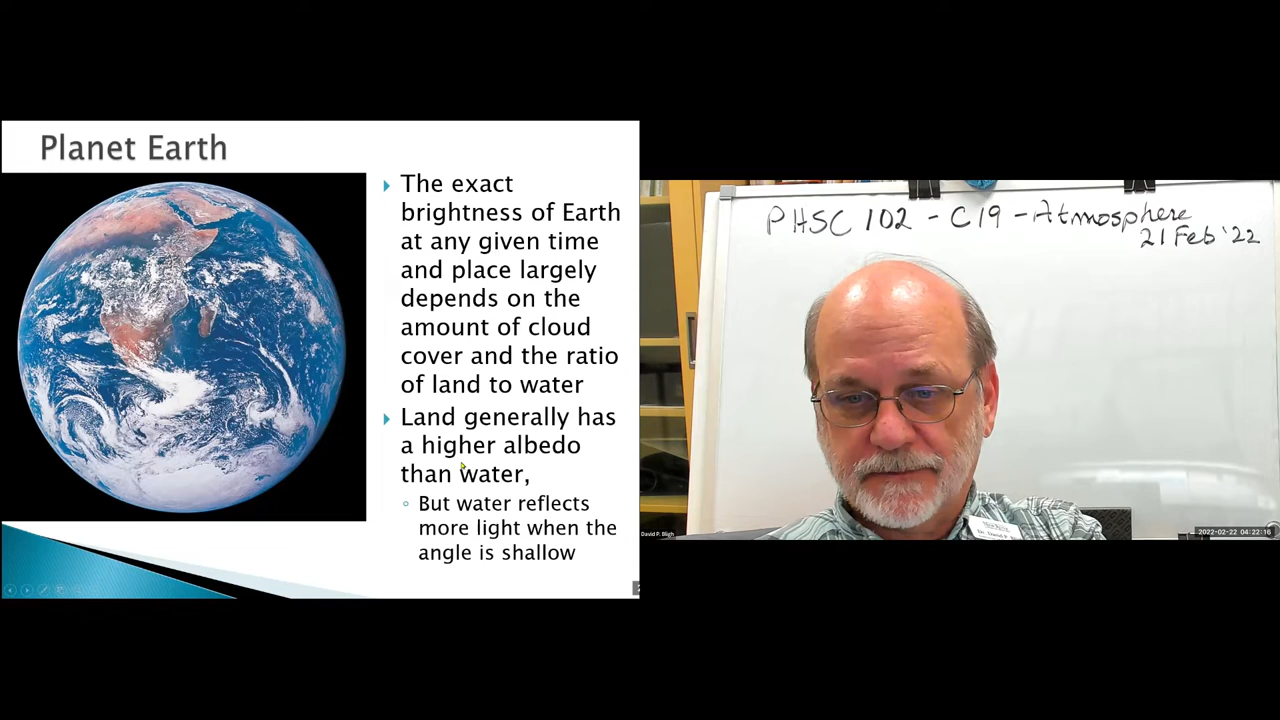 Planet Earth
The exact
brightness of Earth
at any given time
and place largely
depends on the
amount of cloud
cover and the ratio
of land to water
Land generally has
a higher albedo
than water,
But water reflects
more light when the
angle is shallow
PHSC 102 - C19 - Atmosphere
21 Feb '22
David P. Bligh
2022-02-22 04:22:16